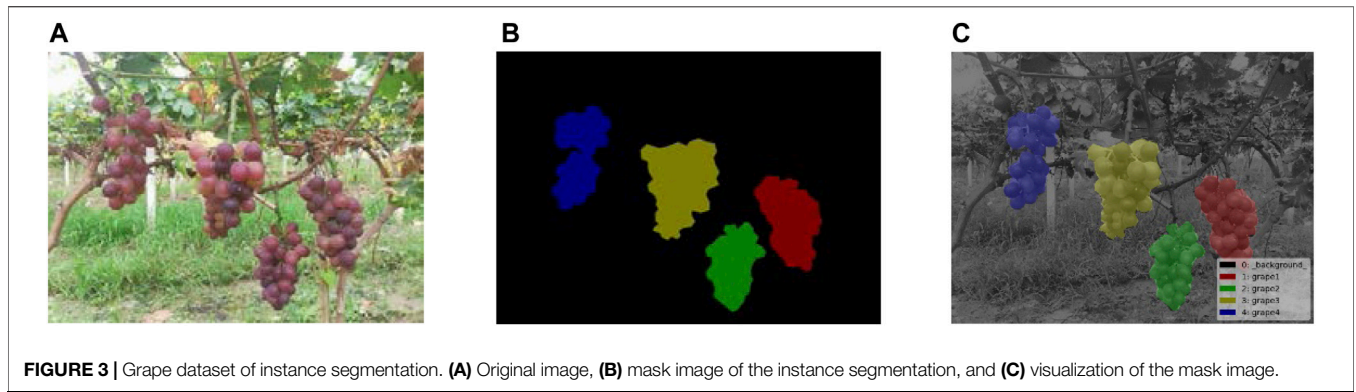 A
B
C
0: _background_
1: grape1
2: grape2
3: grape3
4: grape4
FIGURE 3 | Grape dataset of instance segmentation. (A) Original image, (B) mask image of the instance segmentation, and (C) visualization of the mask image.